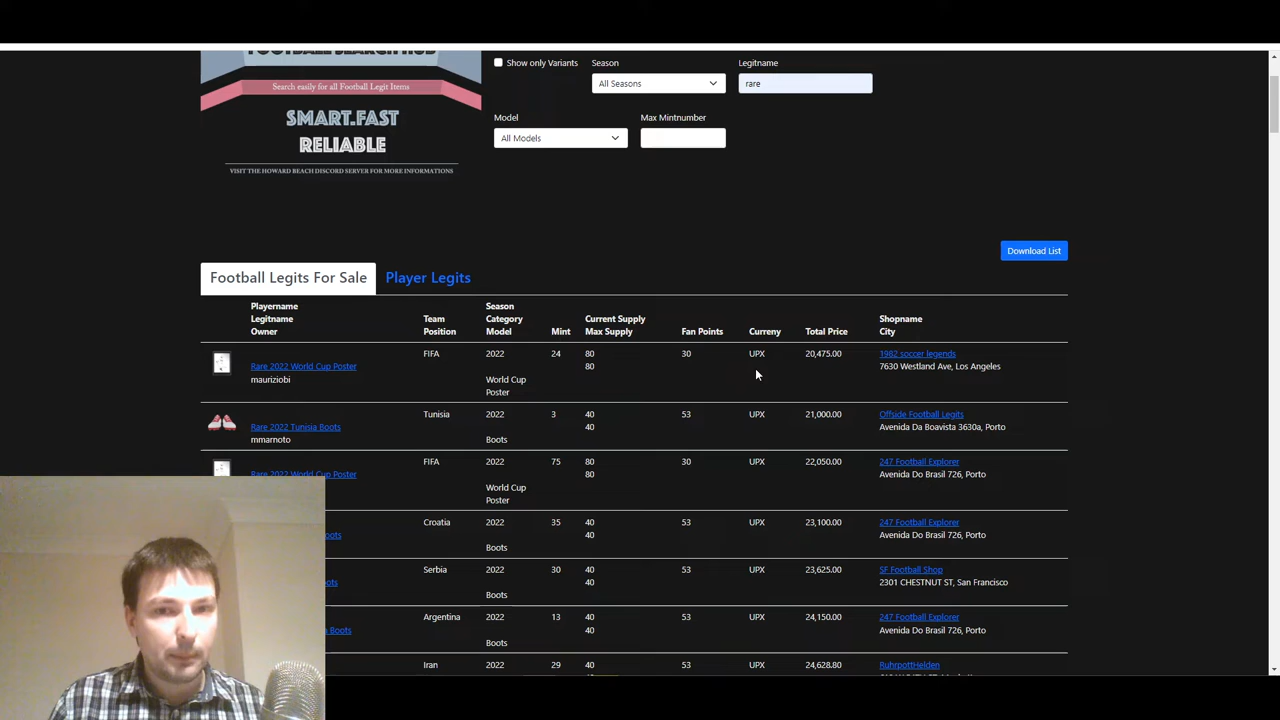 FOOTBALL SEARCH HUB
Search easily for all Football Legit Items
SMART.FAST
RELIABLE
VISIT THE HOWARD BEACH DISCORD SERVER FOR MORE INFORMATIONS
Show only Variants
Season
All Seasons
Legitname
rare
Model
All Models
Max Mintnumber
Download List
Football Legits For Sale
Player Legits
Playername
Legitname
Owner
Team
Position
Season
Category
Model
Mint
Current Supply
Max Supply
Fan Points
Curreny
Total Price
Shopname
City
Rare 2022 World Cup Poster
mauriziobi
FIFA
2022
World Cup
Poster
24
80
80
30
UPX
20,475.00
1982 soccer legends
7630 Westland Ave, Los Angeles
Rare 2022 Tunisia Boots
mmarnoto
Tunisia
2022
Boots
3
40
40
53
UPX
21,000.00
Offside Football Legits
Avenida Da Boavista 3630a, Porto
Rare 2022 World Cup Poster
FIFA
2022
World Cup
Poster
75
80
80
30
UPX
22,050.00
247 Football Explorer
Avenida Do Brasil 726, Porto
Croatia
2022
Boots
35
40
40
53
UPX
23,100.00
247 Football Explorer
Avenida Do Brasil 726, Porto
Serbia
2022
Boots
30
40
40
53
UPX
23,625.00
SF Football Shop
2301 CHESTNUT ST, San Francisco
Boots
Argentina
2022
Boots
13
40
40
53
UPX
24,150.00
247 Football Explorer
Avenida Do Brasil 726, Porto
Iran
2022
29
40
53
UPX
24,628.80
RuhrpottHelden